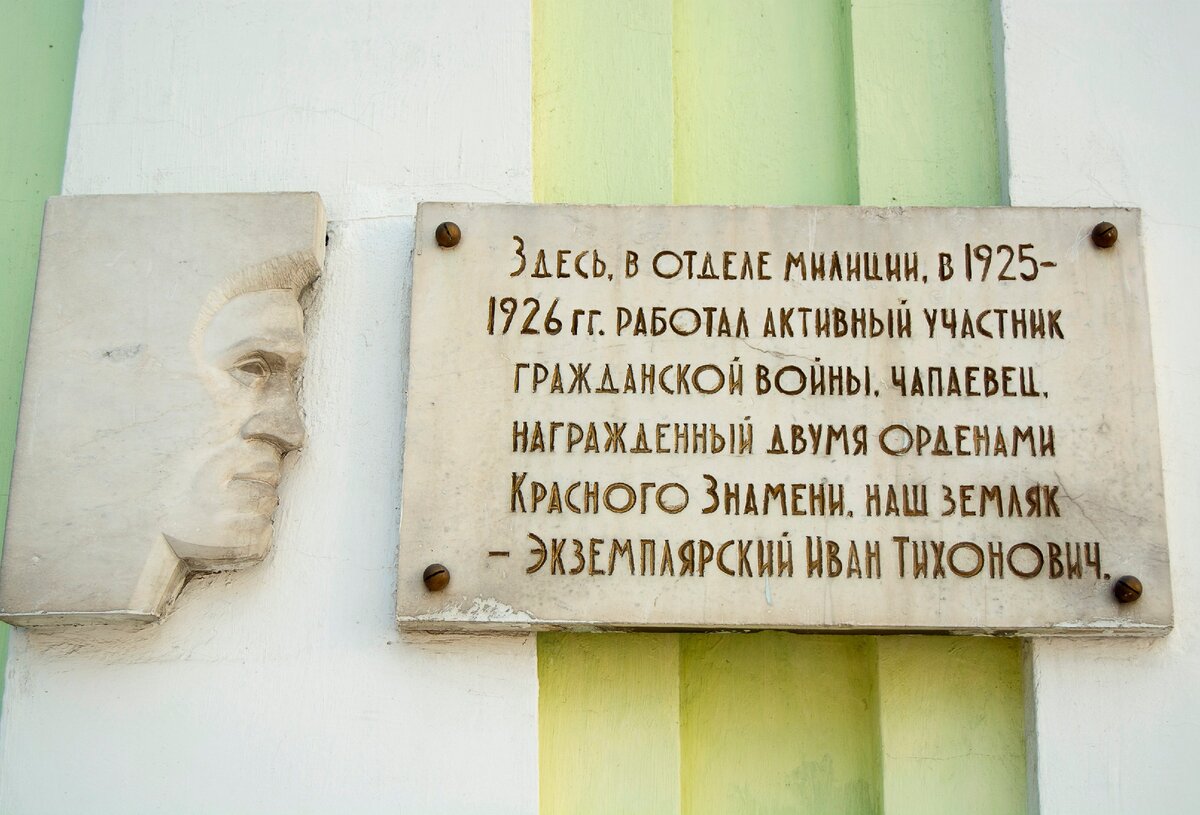 Здесь, в отделе милиции, в 1925-
1926 гг. работал активный участник
гражданской войны, чапаевец,
награжденный двумя орденами
Красного Знамени, наш земляк
– Экземплярский Иван Тихонович.